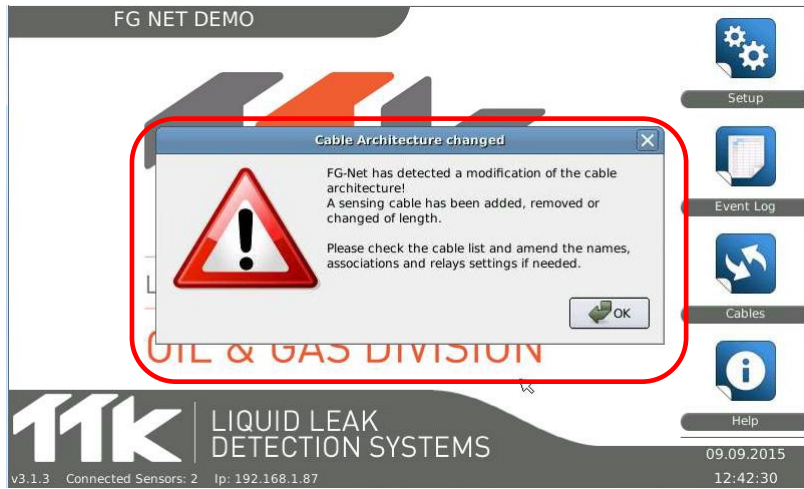 FG NET DEMO
Setup
Cable Architecture changed
FG-Net has detected a modification of the cable
architecture!
A sensing cable has been added, removed or
changed of length.
Please check the cable list and amend the names,
associations and relays settings if needed.
OK
Event Log
Cables
OIL & GAS DIVISION
Help
TTK
LIQUID LEAK
DETECTION SYSTEMS
09.09.2015
v3.1.3 Connected Sensors: 2 Ip: 192.168.1.87
12:42:30